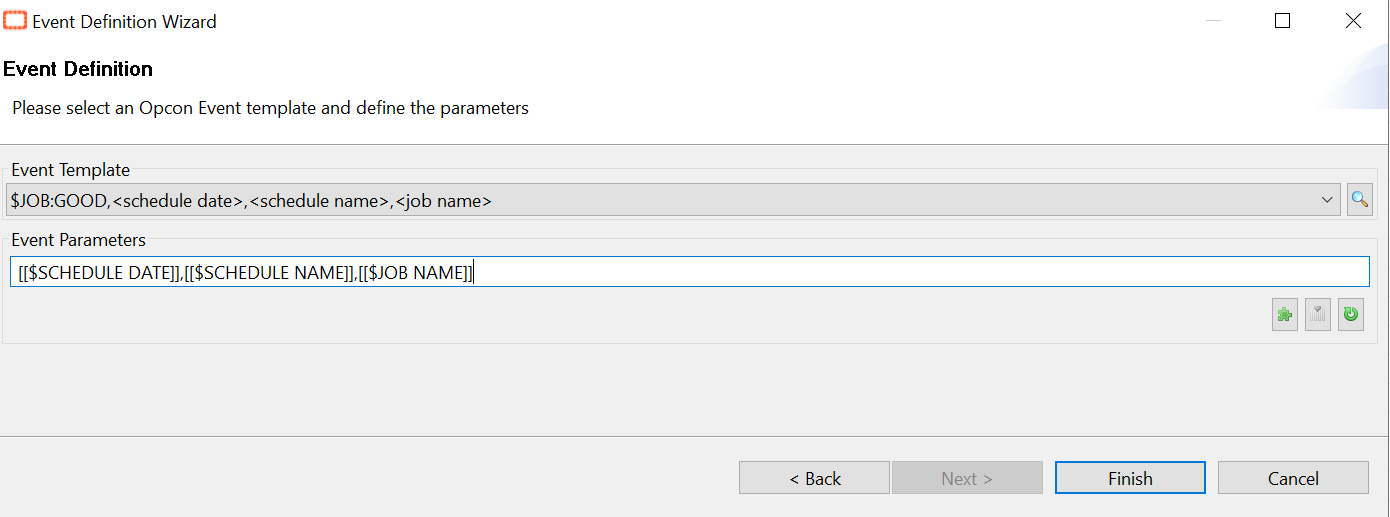 Event Definition Wizard
Event Definition
Please select an Opcon Event template and define the parameters
Event Template
$JOB:GOOD,<schedule date>,<schedule name>,<job name>
Event Parameters
[[$SCHEDULE DATE]],[[$SCHEDULE NAME]],[[$JOB NAME]]
< Back
Next >
Finish
Cancel